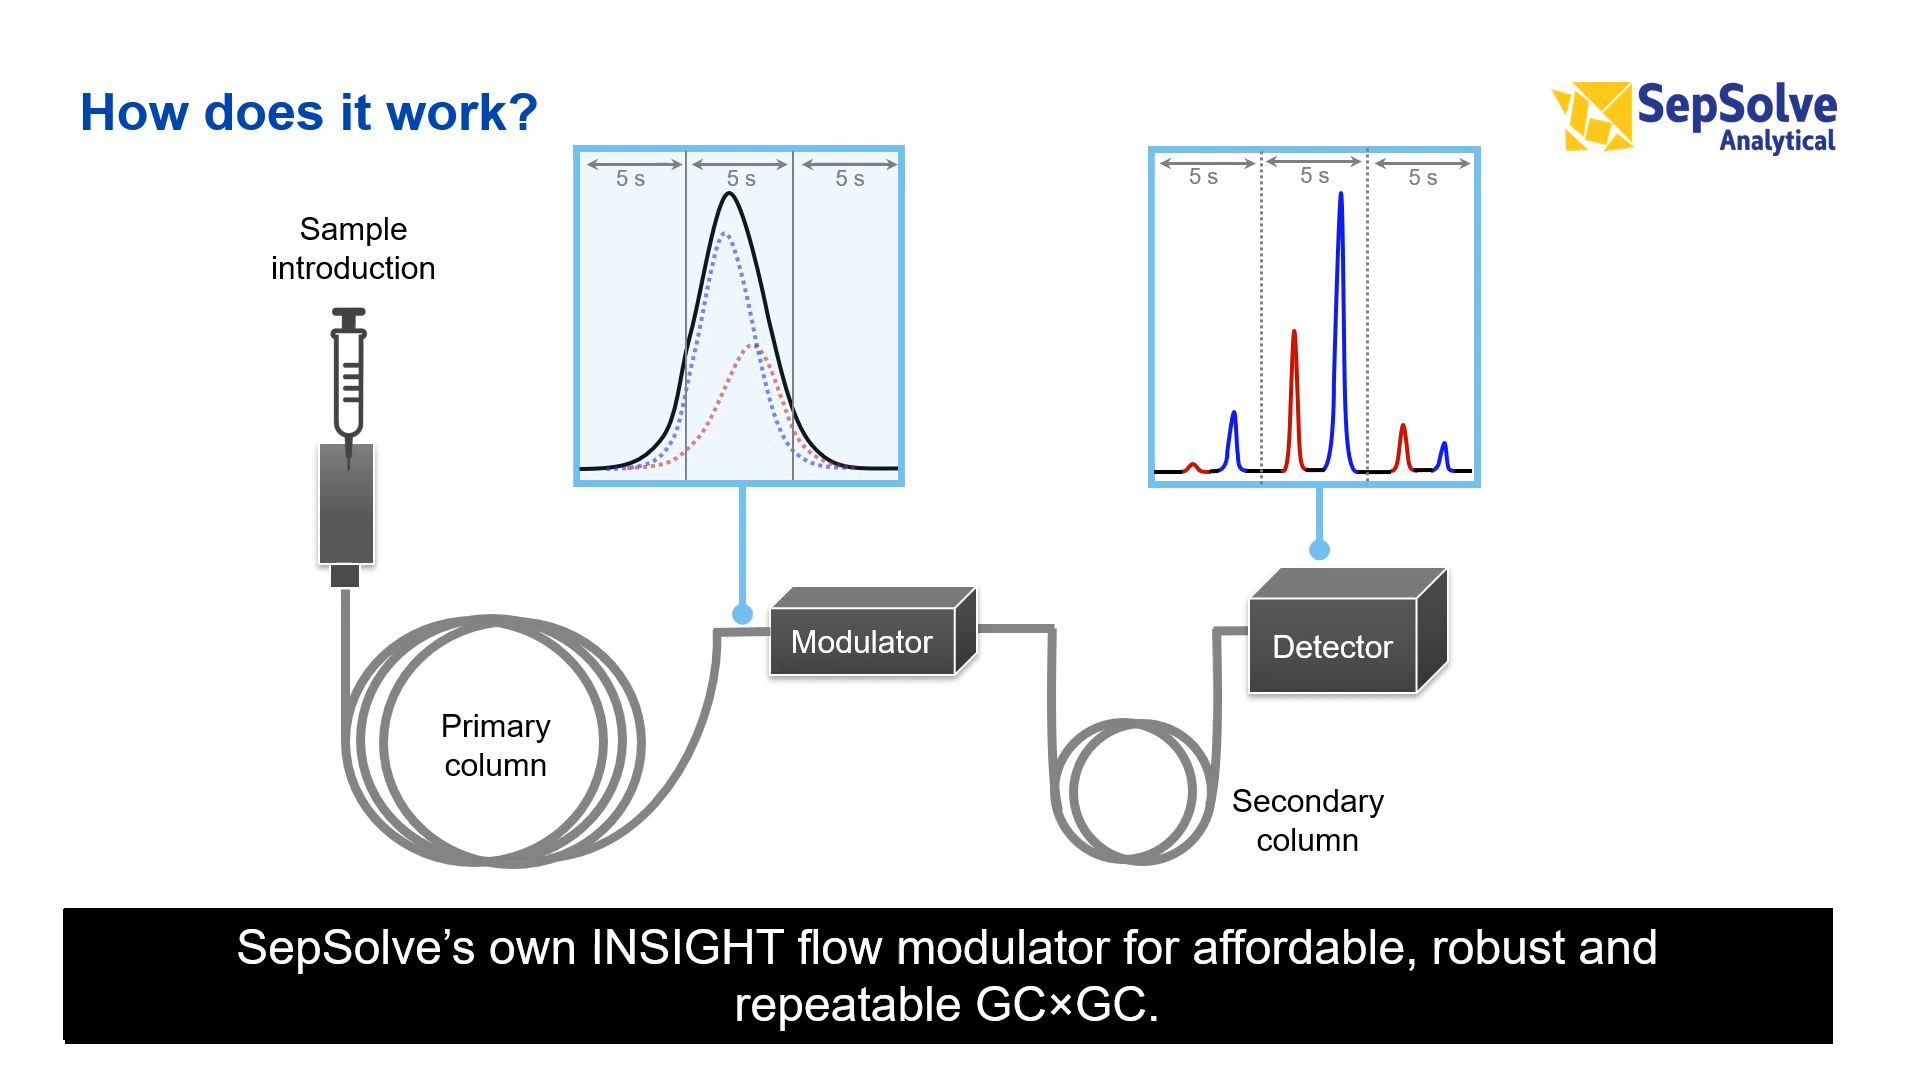 How does it work?
SepSolve
Analytical
5 s
5 s
5 s
5 s
5 s
5 s
Sample
introduction
Modulator
Detector
Primary
column
Secondary
column
SepSolve’s own INSIGHT flow modulator for affordable, robust and
repeatable GC×GC.